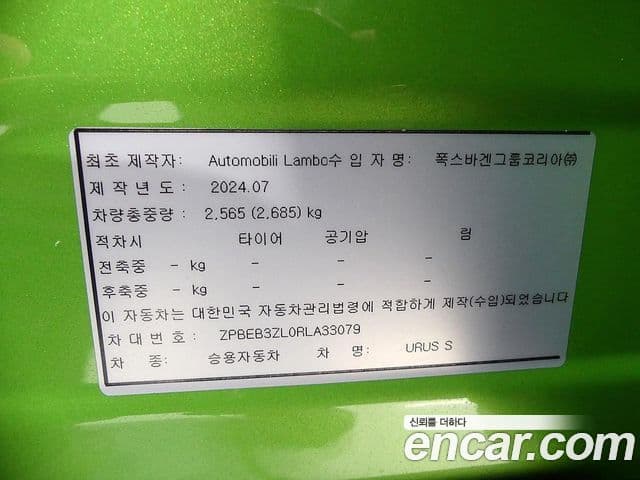 최초 제작자: Automobili Lambo수 입 자 명: 폭스바겐그룹코리아㈜
제 작 년 도 : 2024.07
차량총중량 : 2,565 (2,685) kg
적차시 타이어 공기압 림
전축중 - kg - - -
후축중 - kg - - -
이 자동차는 대한민국 자동차관리법령에 적합하게 제작(수입)되었습니다
차 대 번 호 : ZPBEB3ZL0RLA33079
차 종: 승용자동차 차 명: URUS S
신뢰를 더하다
encar.com